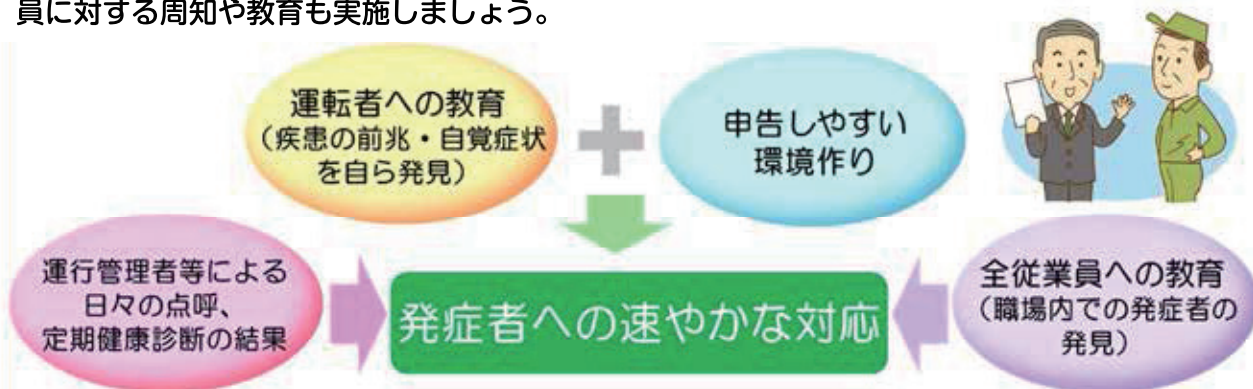 員に対する周知や教育も実施しましょう。
運転者への教育
（疾患の前兆・自覚症状
を自ら発見）
申告しやすい
環境作り
運行管理者等による
日々の点呼、
定期健康診断の結果
発症者への速やかな対応
全従業員への教育
（職場内での発症者の
発見）